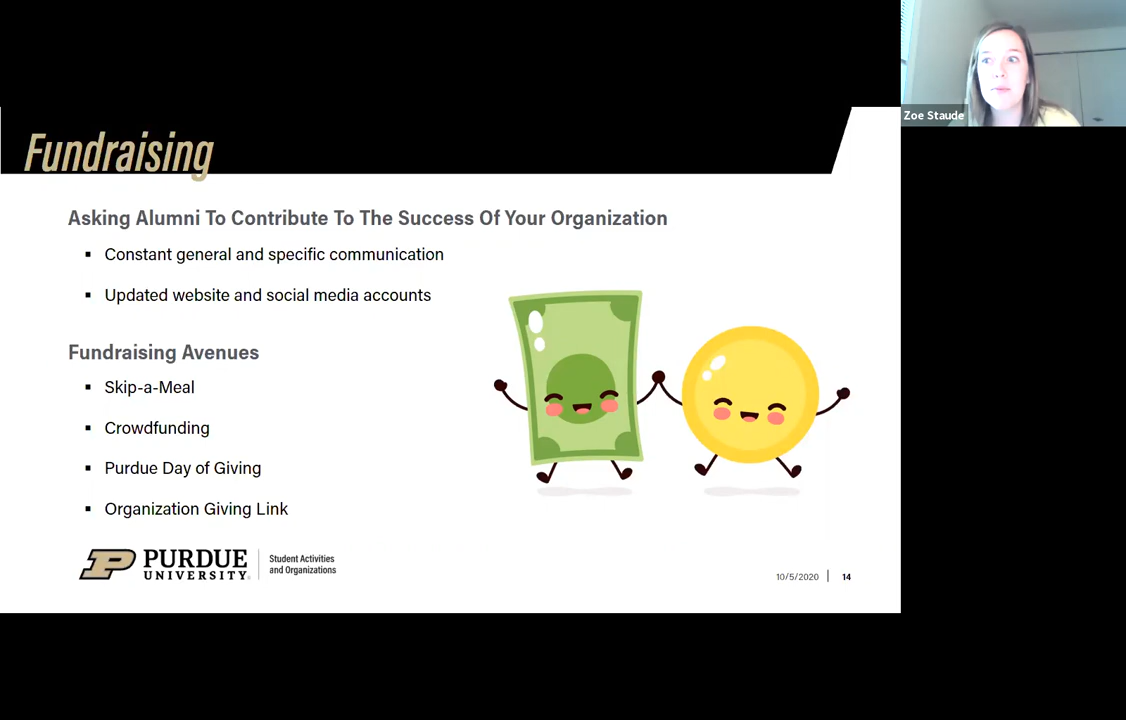 Zoe Staude
Fundraising
Asking Alumni To Contribute To The Success Of Your Organization
▪ Constant general and specific communication
▪ Updated website and social media accounts
Fundraising Avenues
▪ Skip-a-Meal
▪ Crowdfunding
▪ Purdue Day of Giving
▪ Organization Giving Link
P PURDUE UNIVERSITY®
Student Activities
and Organizations
10/5/2020 | 14